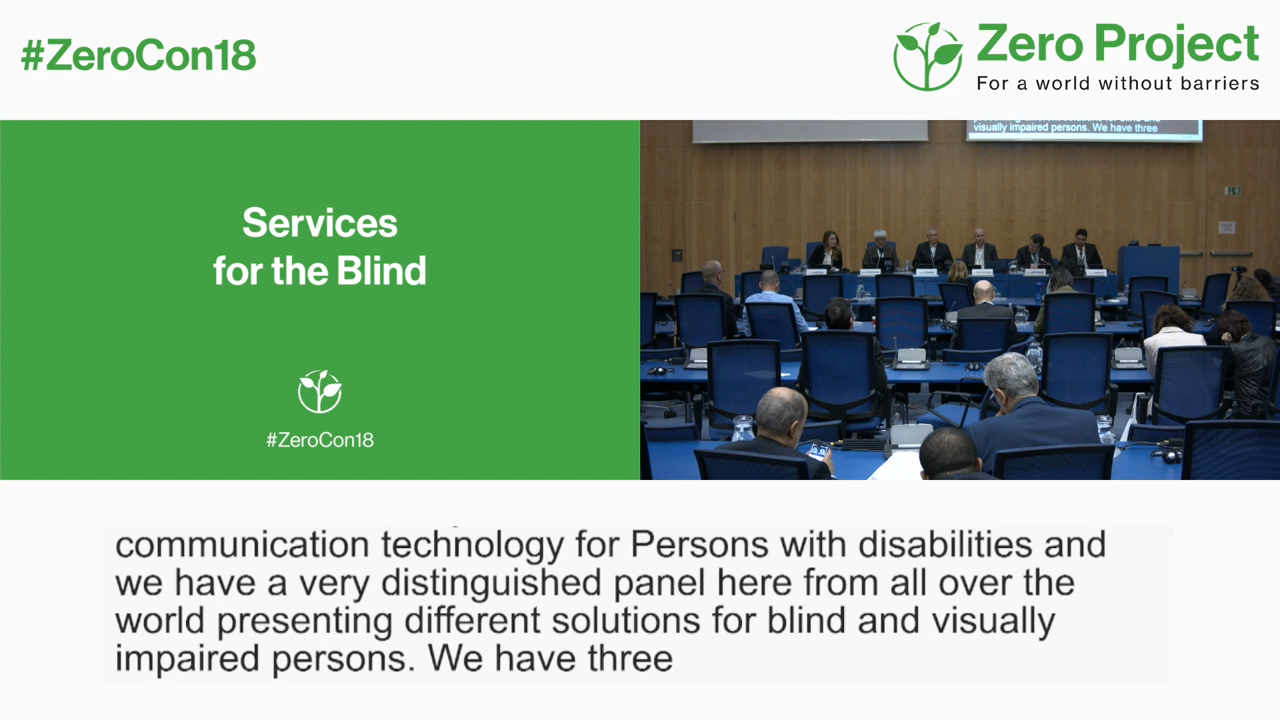 #ZeroCon18
Zero Project
For a world without barriers
Services
for the Blind
#ZeroCon18
visually impaired persons. We have three
communication technology for Persons with disabilities and
we have a very distinguished panel here from all over the
world presenting different solutions for blind and visually
impaired persons. We have three